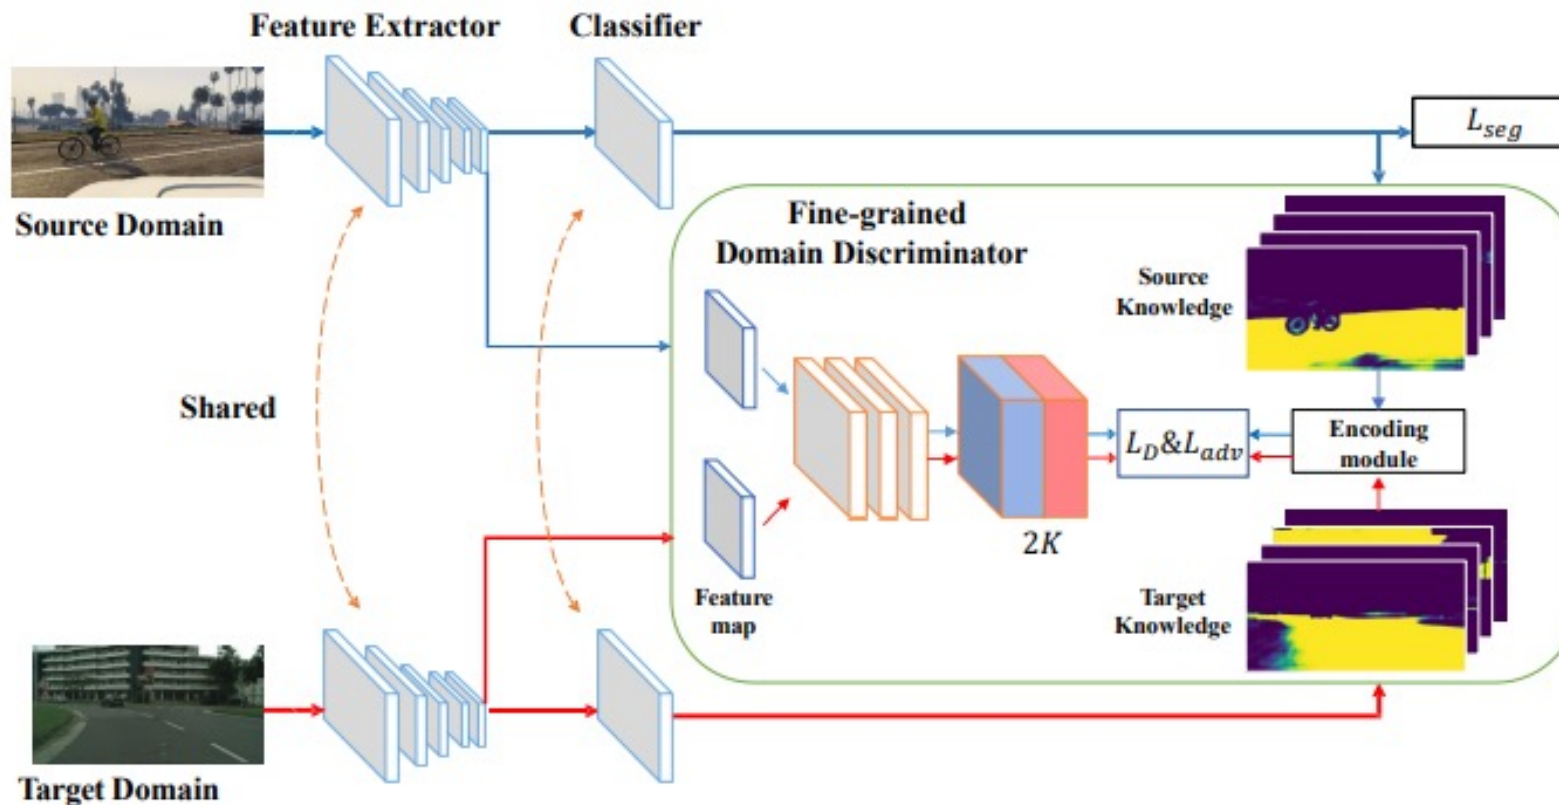 Feature Extractor
Classifier
L_seg
Source Domain
Fine-grained
Domain Discriminator
Source
Knowledge
Shared
L_D&L_adv
Encoding
module
2K
Feature
map
Target
Knowledge
Target Domain